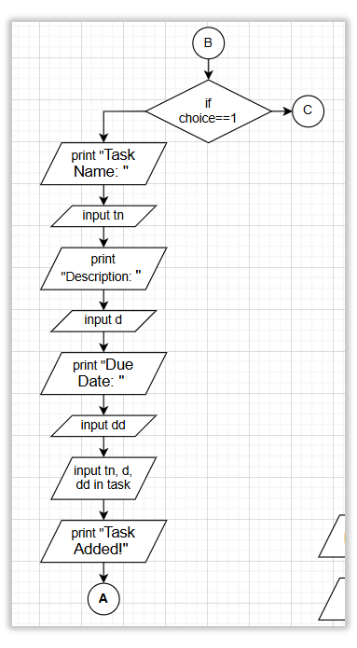 B
if
choice==1
C
print "Task
Name: "
input tn
print
"Description: "
input d
print "Due
Date: "
input dd
input tn, d,
dd in task
print "Task
Added!"
A